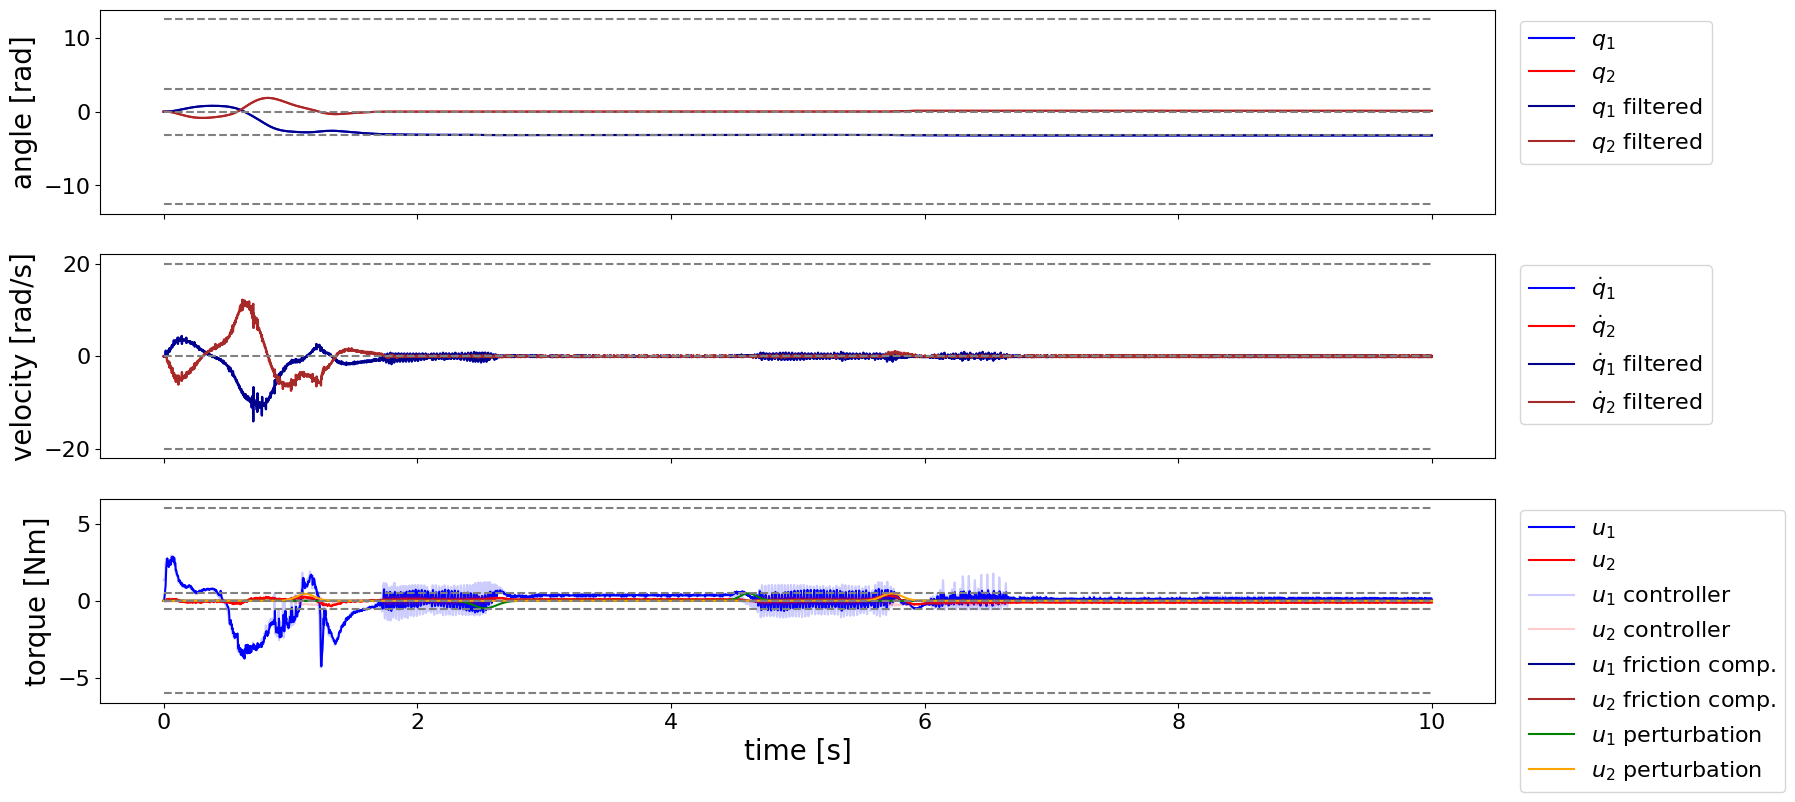 angle [rad]
10
0
−10
q₁
q₂
q₁ filtered
q₂ filtered
velocity [rad/s]
20
0
−20
q̇₁
q̇₂
q̇₁ filtered
q̇₂ filtered
torque [Nm]
5
0
−5
0 2 4 6 8 10
time [s]
u₁
u₂
u₁ controller
u₂ controller
u₁ friction comp.
u₂ friction comp.
u₁ perturbation
u₂ perturbation